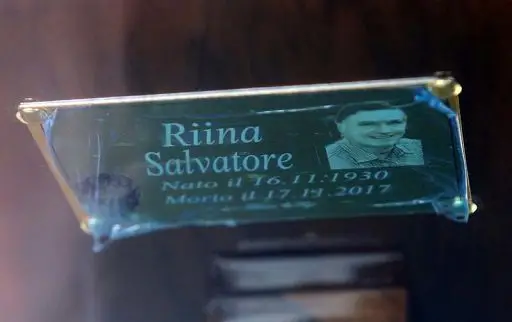 Riina
Salvatore
Nato il 16.11.1930
Morto il 17.11.2017